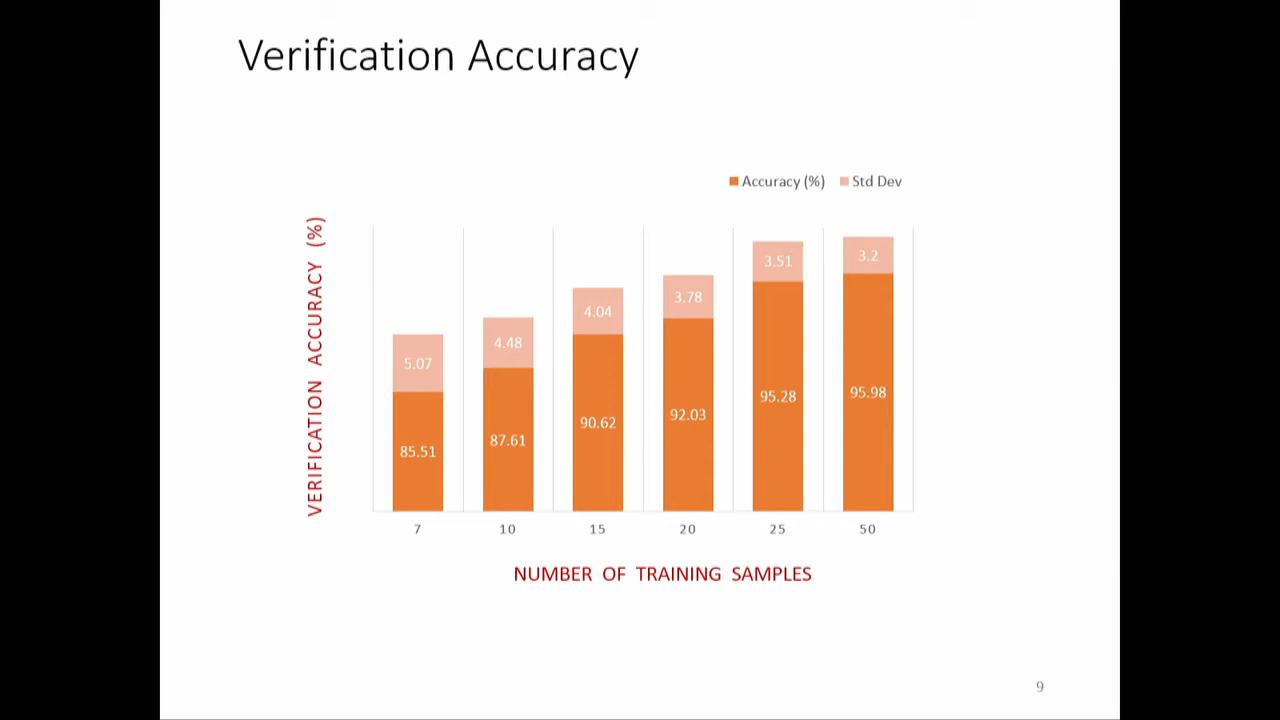 Verification Accuracy
Accuracy (%) Std Dev
VERIFICATION ACCURACY (%)
5.07 4.48 4.04 3.78 3.51 3.2
85.51 87.61 90.62 92.03 95.28 95.98
7 10 15 20 25 50
NUMBER OF TRAINING SAMPLES
9